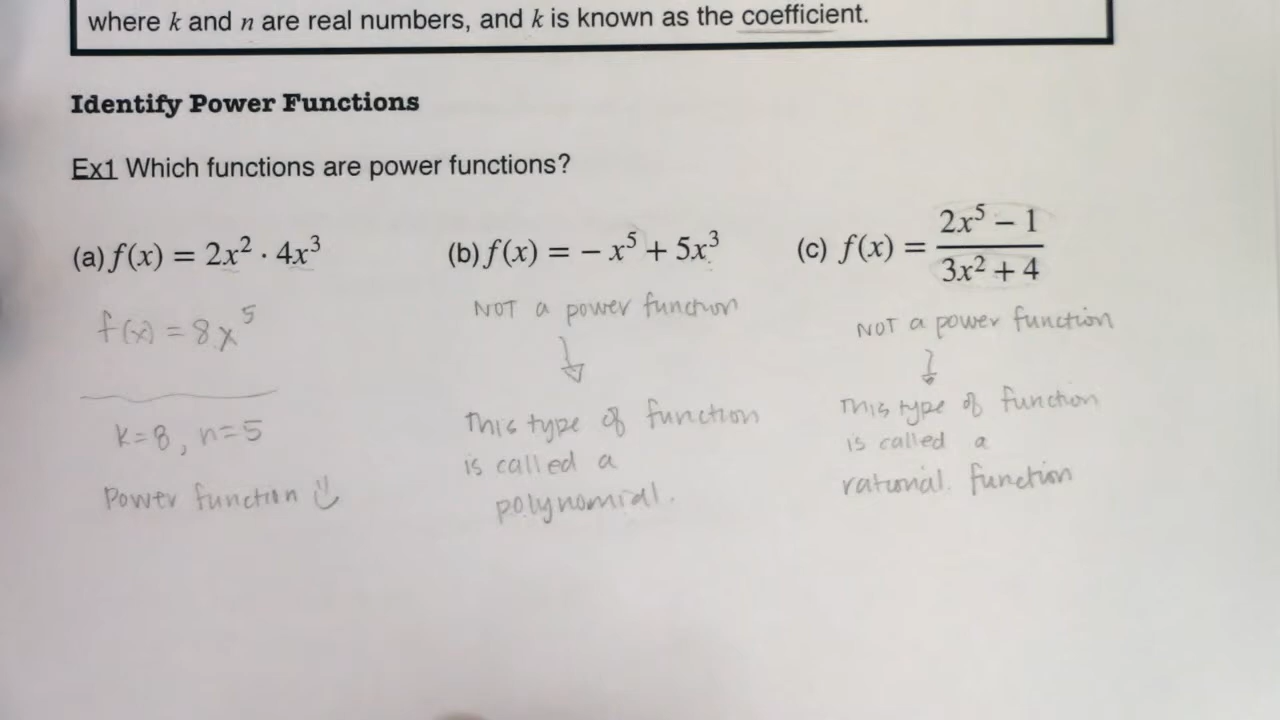 where k and n are real numbers, and k is known as the coefficient.
Identify Power Functions
Ex1 Which functions are power functions?
(a) f(x) = 2x² · 4x³
(b) f(x) = − x⁵ + 5x³
(c) f(x) = (2x⁵ − 1)/(3x² + 4)
f(x) = 8x⁵
k=8, n=5
Power function :)
NOT a power function
This type of function
is called a
polynomial.
NOT a power function
This type of function
is called a
rational. function